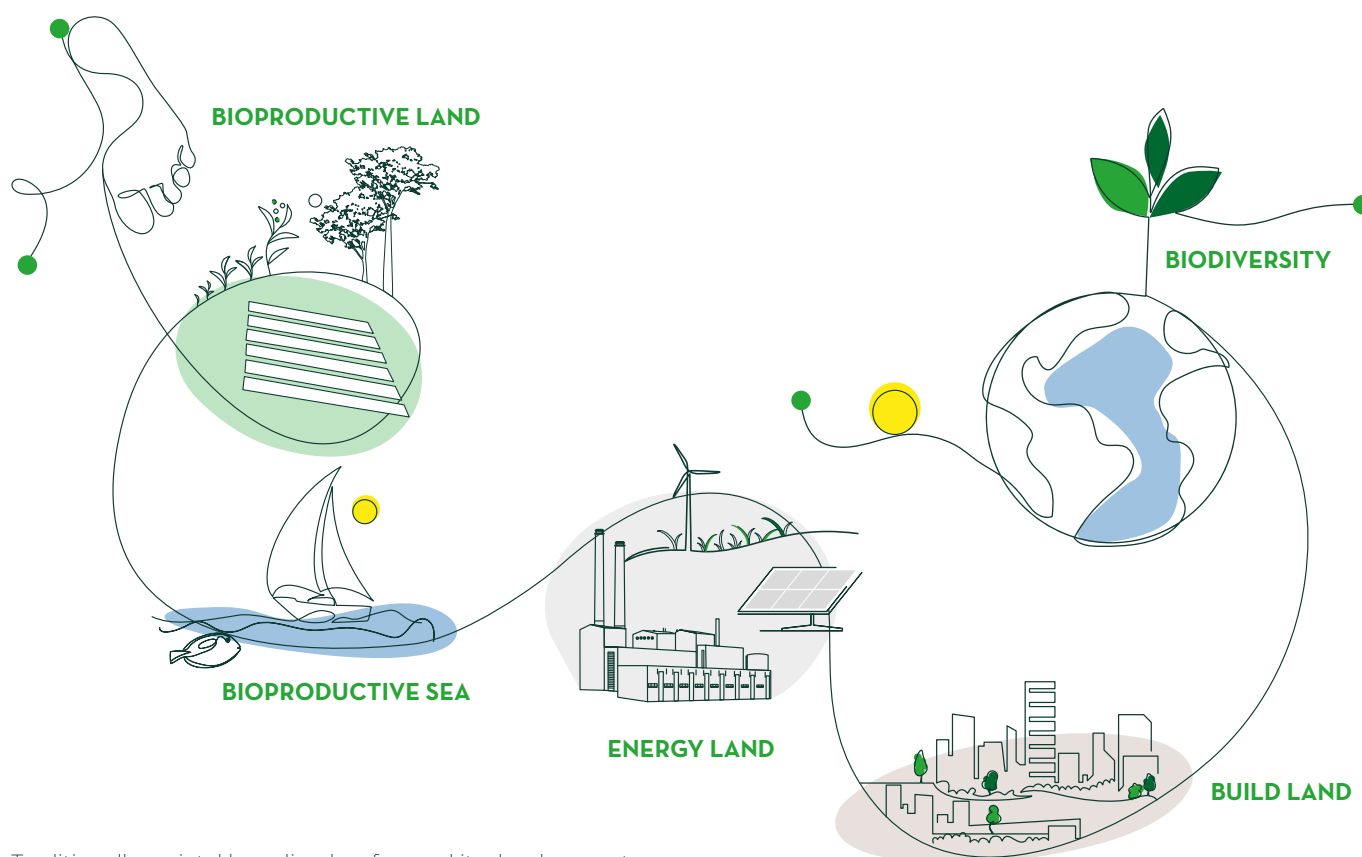 BIOPRODUCTIVE LAND
BIODIVERSITY
BIOPRODUCTIVE SEA
ENERGY LAND
BUILD LAND